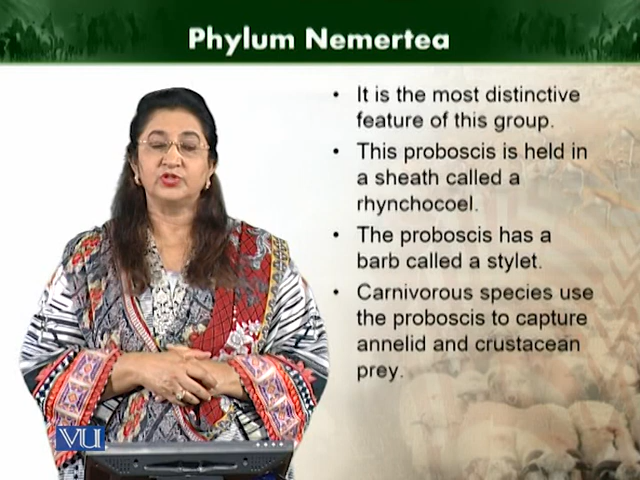 Phylum Nemertea
• It is the most distinctive
feature of this group.
• This proboscis is held in
a sheath called a
rhynchocoel.
• The proboscis has a
barb called a stylet.
• Carnivorous species use
the proboscis to capture
annelid and crustacean
prey.
VU